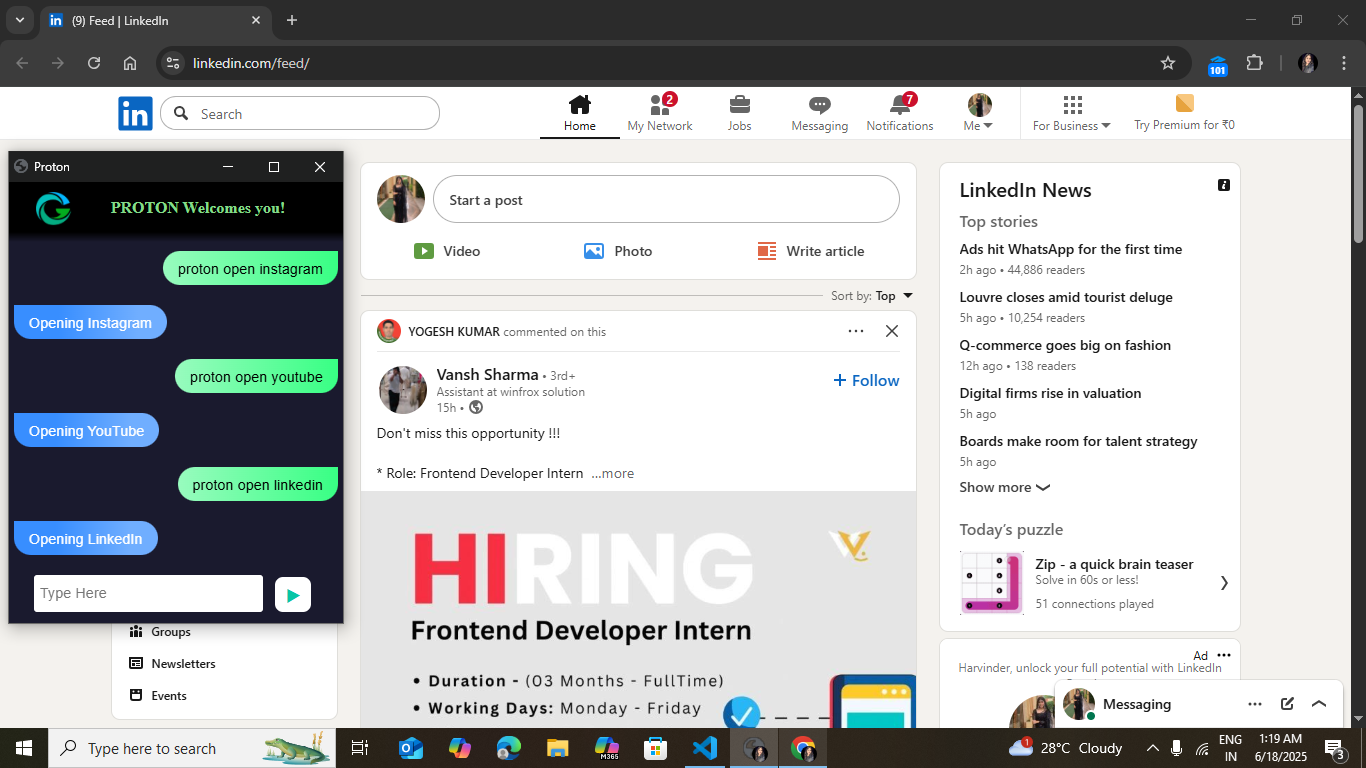 (9) Feed | LinkedIn
linkedin.com/feed/
101
in
Search
Home
2
My Network
Jobs
Messaging
7
Notifications
Me
For Business
Try Premium for ₹0
Proton
PROTON Welcomes you!
proton open instagram
Opening Instagram
proton open youtube
Opening YouTube
proton open linkedin
Opening LinkedIn
Type Here
Groups
Newsletters
Events
Start a post
Video
Photo
Write article
Sort by: Top
YOGESH KUMAR commented on this
Vansh Sharma • 3rd+
Assistant at winfrox solution
15h •
+ Follow
Don't miss this opportunity !!!
* Role: Frontend Developer Intern ...more
HIRING
Frontend Developer Intern
• Duration - (03 Months - FullTime)
• Working Days: Monday - Friday
LinkedIn News
Top stories
Ads hit WhatsApp for the first time
2h ago • 44,886 readers
Louvre closes amid tourist deluge
5h ago • 10,254 readers
Q-commerce goes big on fashion
12h ago • 138 readers
Digital firms rise in valuation
5h ago
Boards make room for talent strategy
5h ago
Show more
Today’s puzzle
Zip - a quick brain teaser
Solve in 60s or less!
51 connections played
Ad
Harvinder, unlock your full potential with LinkedIn
Messaging
Type here to search
M365
1
28°C Cloudy
ENG
IN
1:19 AM
6/18/2025
3